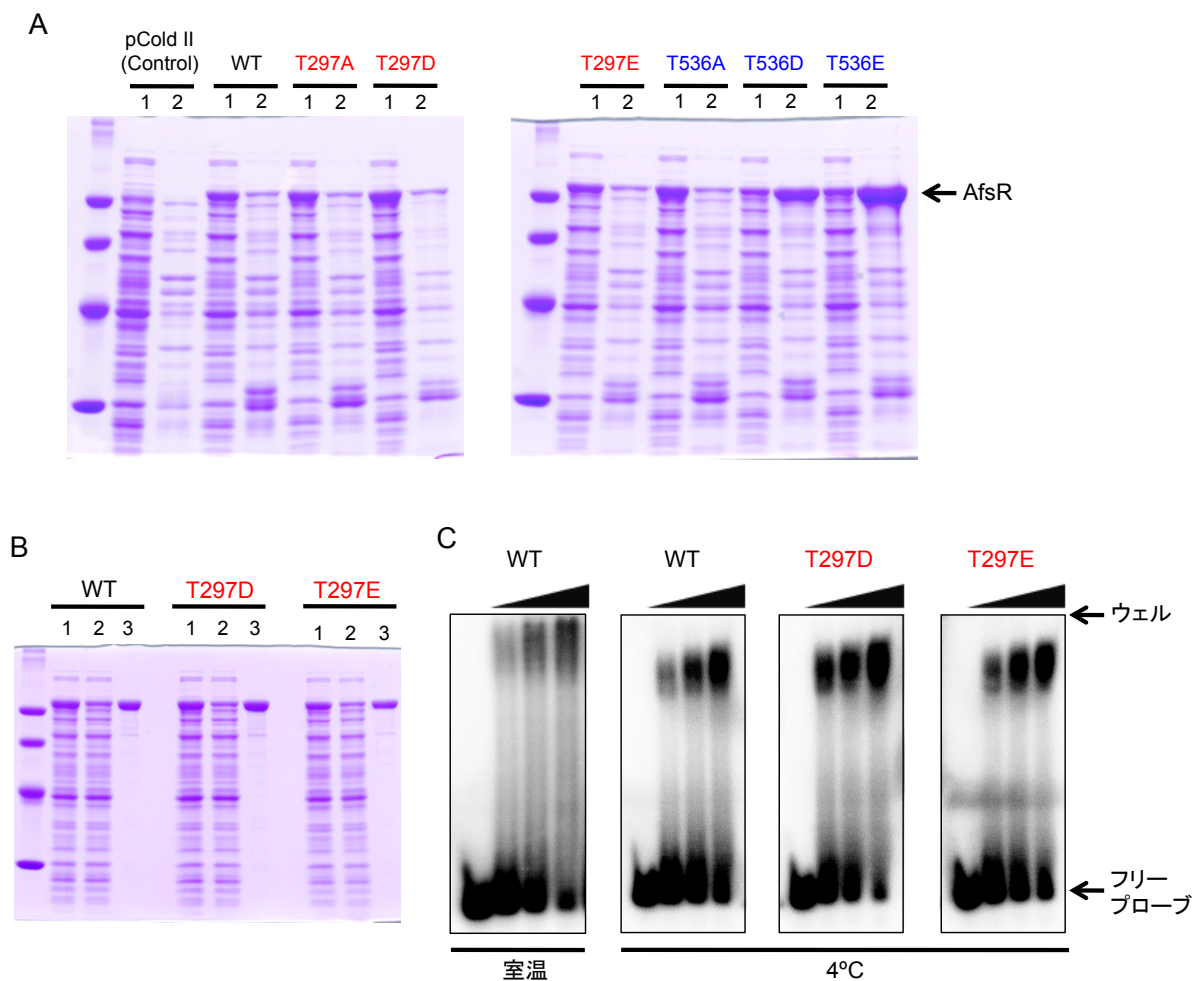 A
pCold II
(Control)
WT
T297A
T297D
1 2 1 2 1 2 1 2
T297E
T536A
T536D
T536E
1 2 1 2 1 2 1 2
AfsR
B
WT
T297D
T297E
1 2 3 1 2 3 1 2 3
C
WT
WT
T297D
T297E
ウェル
フリー
プローブ
室温
4ºC